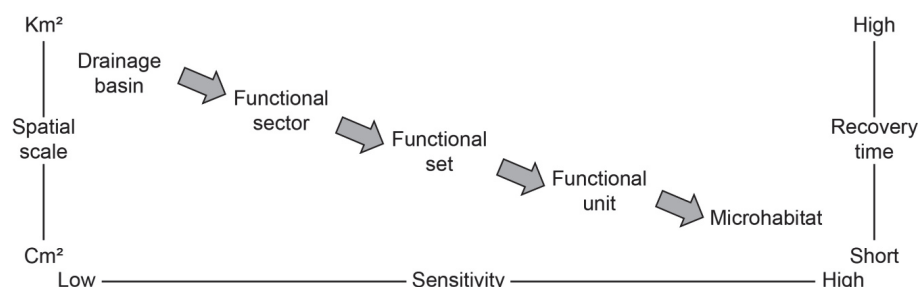 Km²
High
Drainage
basin
Functional
sector
Spatial
scale
Functional
set
Recovery
time
Functional
unit
Microhabitat
Cm²
Short
Low
Sensitivity
High